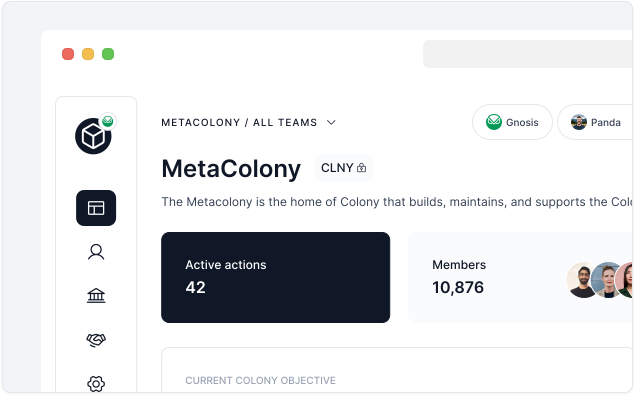 METACOLONY / ALL TEAMS
Gnosis
Panda
MetaColony
CLNY
The Metacolony is the home of Colony that builds, maintains, and supports the Colo
Active actions
42
Members
10,876
CURRENT COLONY OBJECTIVE